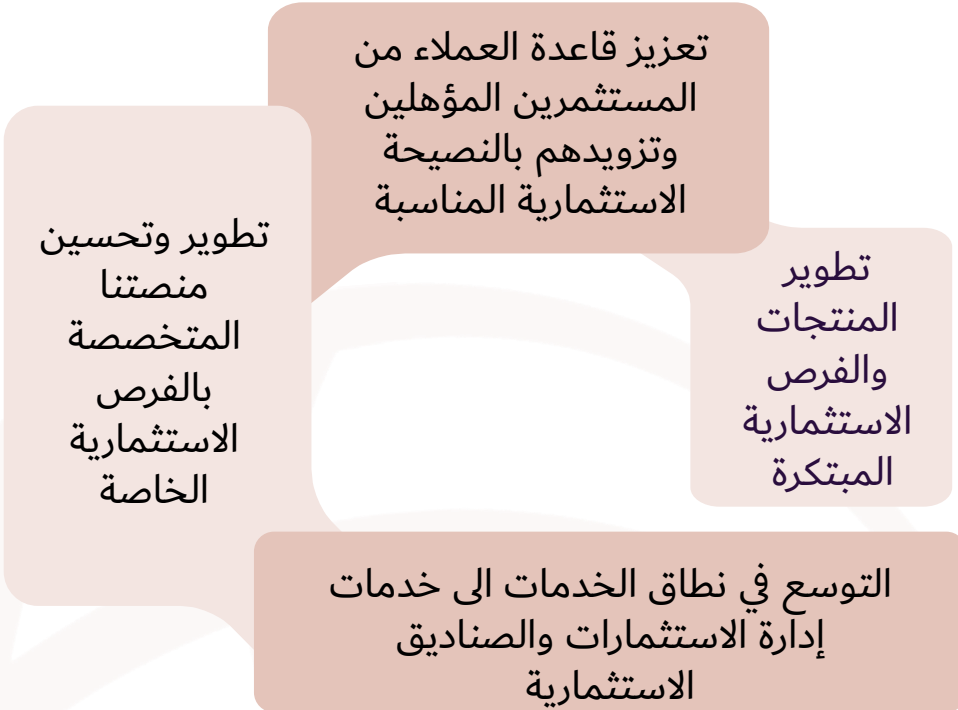 تعزيز قاعدة العملاء من
المستثمرين المؤهلين
وتزويدهم بالنصيحة
الاستثمارية المناسبة
تطوير
المنتجات
والفرص
الاستثمارية
المبتكرة
تطوير وتحسين
منصتنا
المتخصصة
بالفرص
الاستثمارية
الخاصة
التوسع في نطاق الخدمات الى خدمات
إدارة الاستثمارات والصناديق
الاستثمارية